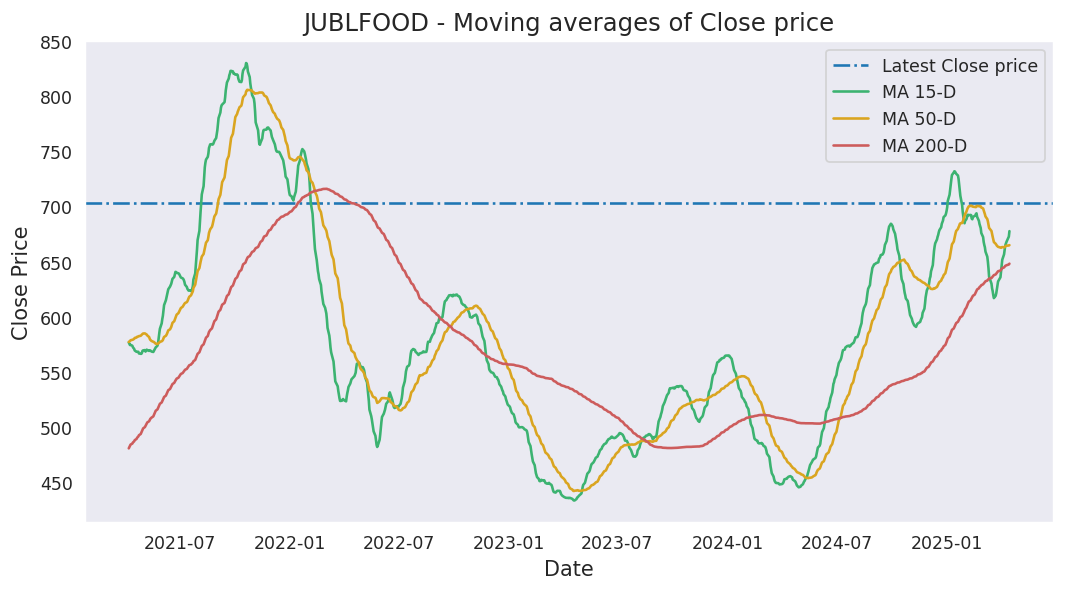 JUBLFOOD - Moving averages of Close price
850
800
750
700
650
600
550
500
450
Close Price
Latest Close price
MA 15-D
MA 50-D
MA 200-D
2021-07 2022-01 2022-07 2023-01 2023-07 2024-01 2024-07 2025-01
Date